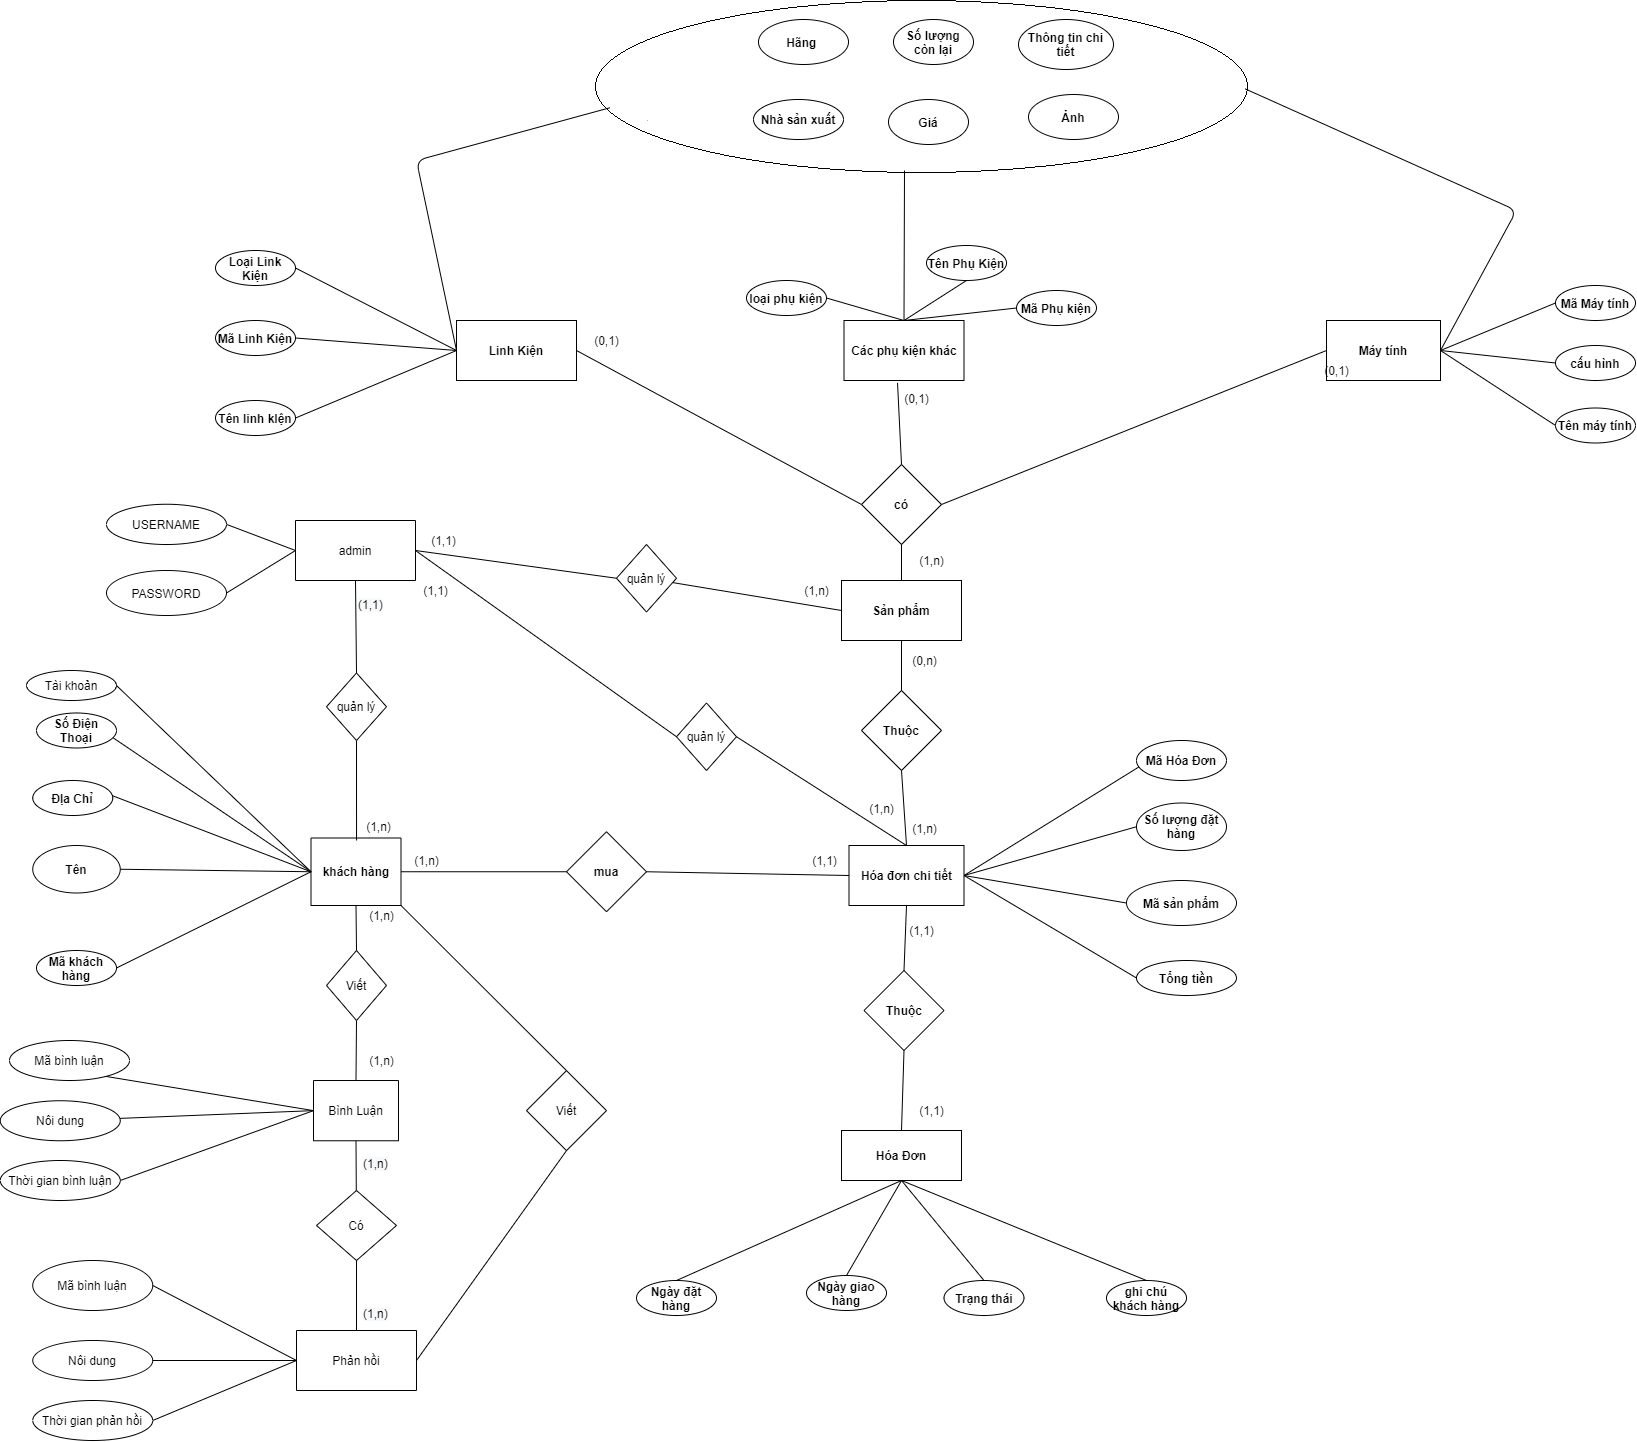 Hãng
Số lượng
còn lại
Thông tin chi
tiết
Nhà sản xuất
Giá
Ảnh
Loại Link
Kiện
Mã Linh Kiện
Tên linh kiện
Linh Kiện
(0,1)
loại phụ kiện
Tên Phụ Kiện
Mã Phụ kiện
Các phụ kiện khác
(0,1)
Máy tính
(0,1)
Mã Máy tính
cấu hình
Tên máy tính
có
(1,n)
USERNAME
PASSWORD
admin
(1,1)
(1,1)
(1,1)
quản lý
(1,n)
Sản phẩm
(0,n)
Tài khoản
Số Điện
Thoại
Địa Chỉ
Tên
Mã khách
hàng
quản lý
quản lý
Thuộc
(1,n)
(1,n)
(1,n)
khách hàng
(1,n)
mua
(1,1)
Hóa đơn chi tiết
Mã Hóa Đơn
Số lượng đặt
hàng
Mã sản phẩm
Tổng tiền
(1,n)
(1,1)
Viết
Thuộc
Mã bình luận
Nôi dung
Thời gian bình luận
(1,n)
Bình Luận
Viết
(1,1)
Hóa Đơn
(1,n)
Có
Ngày đặt
hàng
Ngày giao
hàng
Trạng thái
ghi chú
khách hàng
Mã bình luận
Nôi dung
Thời gian phản hồi
(1,n)
Phản hồi